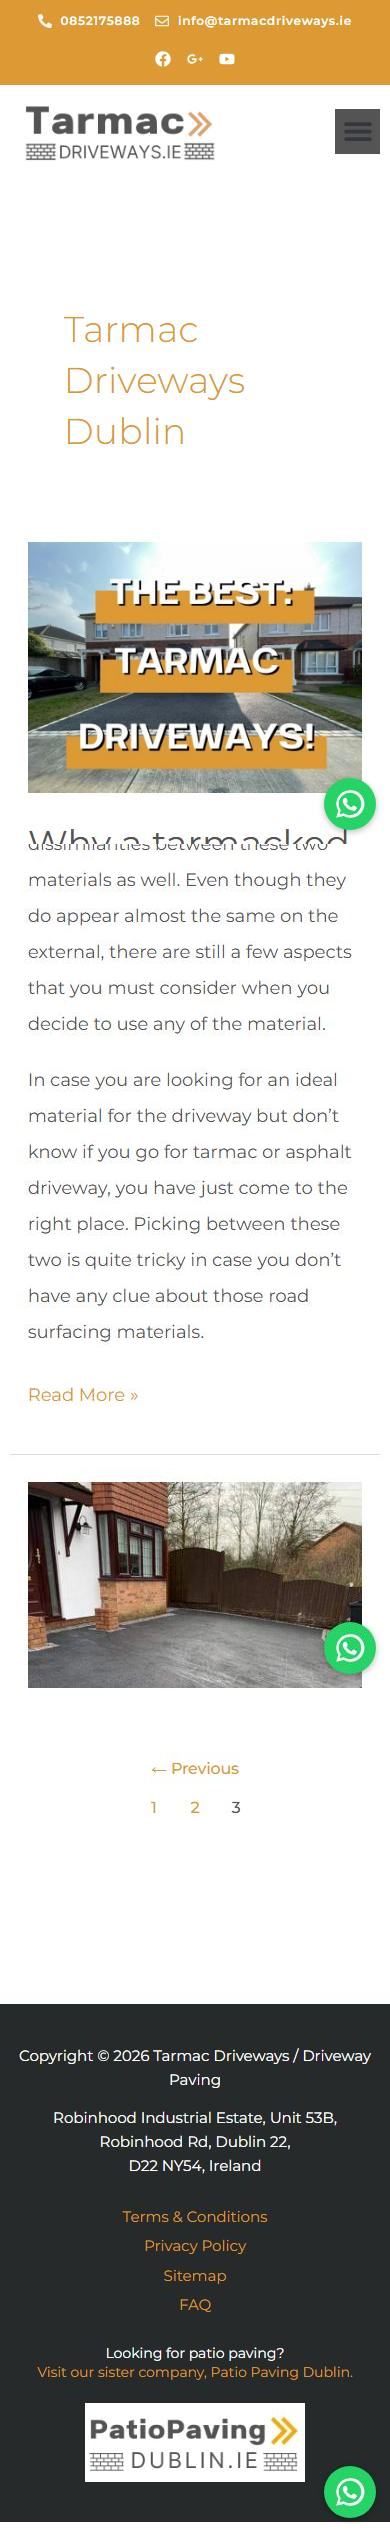 0852175888 info@tarmacdriveways.ie
Tarmac
DRIVEWAYS.IE
Tarmac
Driveways
Dublin
THE BEST:
TARMAC
DRIVEWAYS!
Why a tarmacked
dissimilarities between these two
materials as well. Even though they
do appear almost the same on the
external, there are still a few aspects
that you must consider when you
decide to use any of the material.
In case you are looking for an ideal
material for the driveway but don’t
know if you go for tarmac or asphalt
driveway, you have just come to the
right place. Picking between these
two is quite tricky in case you don’t
have any clue about those road
surfacing materials.
Read More »
← Previous
1 2 3
Copyright © 2026 Tarmac Driveways / Driveway
Paving
Robinhood Industrial Estate, Unit 53B,
Robinhood Rd, Dublin 22,
D22 NY54, Ireland
Terms & Conditions
Privacy Policy
Sitemap
FAQ
Looking for patio paving?
Visit our sister company, Patio Paving Dublin.
PatioPaving
DUBLIN.IE